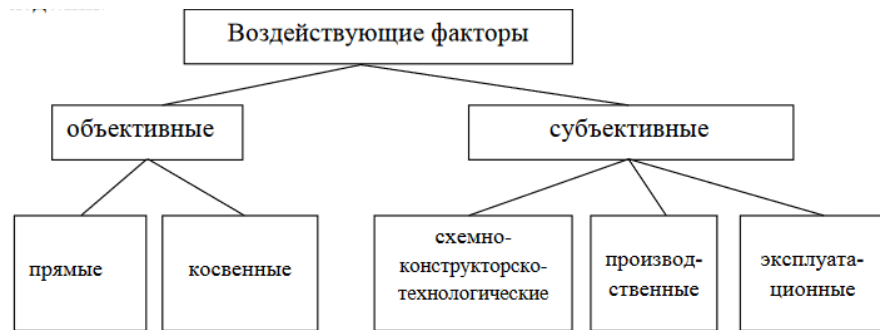 Воздействующие факторы
объективные
субъективные
прямые
косвенные
схемно-
конструкторско-
технологические
производ-
ственные
эксплуата-
ционные